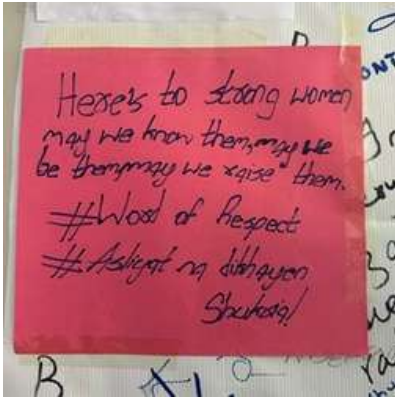 Here's to strong women
may we know them, may we
be them, may we raise them.
#Word of Respect
#Asliyat na dikhayen
Shukria!
B